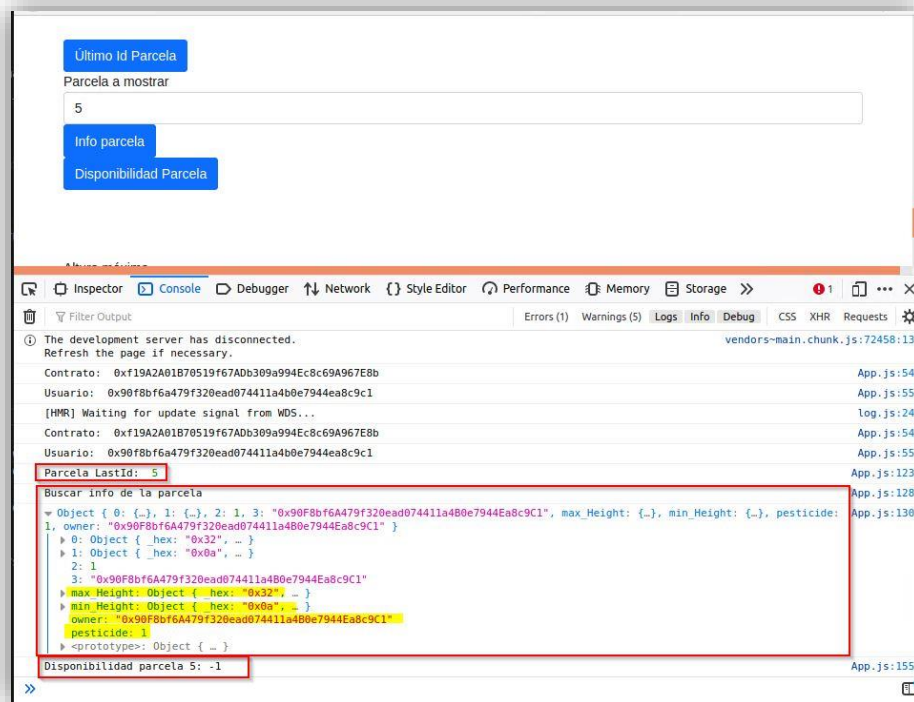 Último Id Parcela
Parcela a mostrar
5
Info parcela
Disponibilidad Parcela
Altura máxima
Inspector Console Debugger Network {} Style Editor Performance Memory Storage 1
Filter Output Errors (1) Warnings (5) Logs Info Debug CSS XHR Requests
The development server has disconnected. vendors~main.chunk.js:72458:13
Refresh the page if necessary.
Contrato: 0xf19A2A01B70519f67ADb309a994Ec8c69A967E8b App.js:54
Usuario: 0x90f8bf6a479f320ead074411a4b0e7944ea8c9c1 App.js:55
[HMR] Waiting for update signal from WDS... log.js:24
Contrato: 0xf19A2A01B70519f67ADb309a994Ec8c69A967E8b App.js:54
Usuario: 0x90f8bf6a479f320ead074411a4b0e7944ea8c9c1 App.js:55
Parcela LastId: 5 App.js:123
Buscar info de la parcela App.js:128
Object { 0: {…}, 1: {…}, 2: 1, 3: "0x90F8bf6A479f320ead074411a4B0e7944Ea8c9C1", max_Height: {…}, min_Height: {…}, pesticide: App.js:130
1, owner: "0x90F8bf6A479f320ead074411a4B0e7944Ea8c9C1" }
0: Object { _hex: "0x32", … }
1: Object { _hex: "0x0a", … }
2: 1
3: "0x90F8bf6A479f320ead074411a4B0e7944Ea8c9C1"
max_Height: Object { _hex: "0x32", … }
min_Height: Object { _hex: "0x0a", … }
owner: "0x90F8bf6A479f320ead074411a4B0e7944Ea8c9C1"
pesticide: 1
<prototype>: Object { … }
Disponibilidad parcela 5: -1 App.js:155